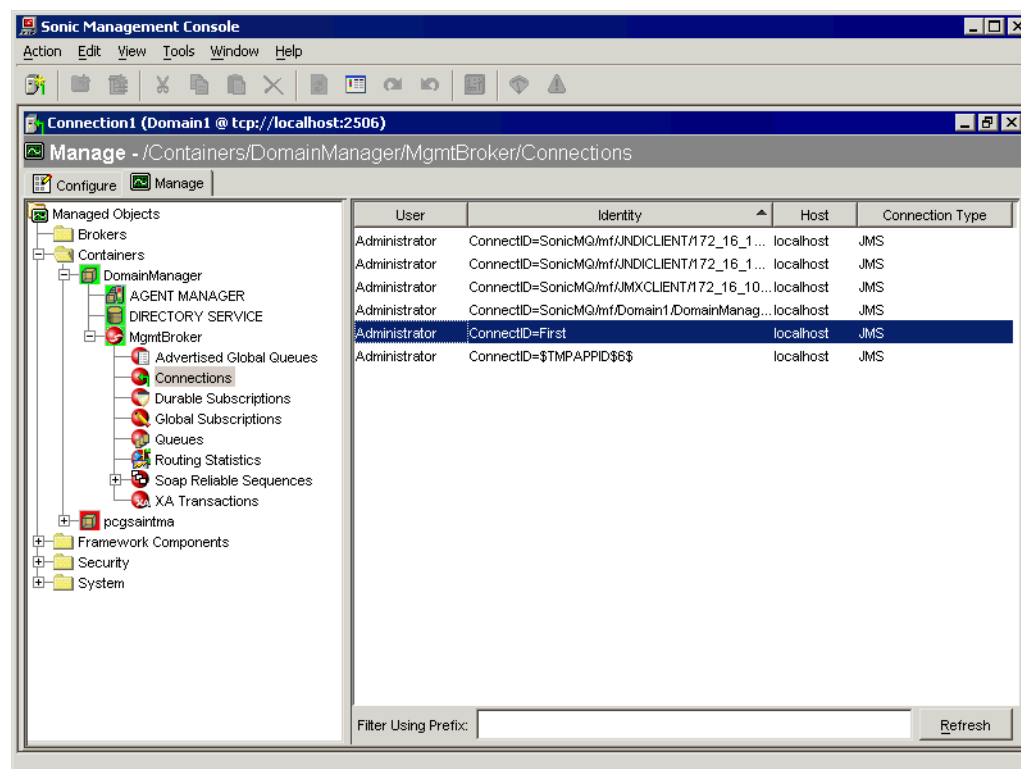 Sonic Management Console
Action Edit View Tools Window Help
Connection1 (Domain1 @ tcp://localhost:2506)
Manage - /Containers/DomainManager/MgmtBroker/Connections
Configure Manage
Managed Objects
Brokers
Containers
DomainManager
AGENT MANAGER
DIRECTORY SERVICE
MgmtBroker
Advertised Global Queues
Connections
Durable Subscriptions
Global Subscriptions
Queues
Routing Statistics
Soap Reliable Sequences
XA Transactions
pcgsaintma
Framework Components
Security
System
User Identity Host Connection Type
Administrator ConnectID=SonicMQ/mf/JNDICLIENT/172_16_1... localhost JMS
Administrator ConnectID=SonicMQ/mf/JNDICLIENT/172_16_1... localhost JMS
Administrator ConnectID=SonicMQ/mf/JMXCLIENT/172_16_10... localhost JMS
Administrator ConnectID=SonicMQ/mf/Domain1/DomainManag... localhost JMS
Administrator ConnectID=First localhost JMS
Administrator ConnectID=$TMPAPPID$6$ localhost JMS
Filter Using Prefix: Refresh